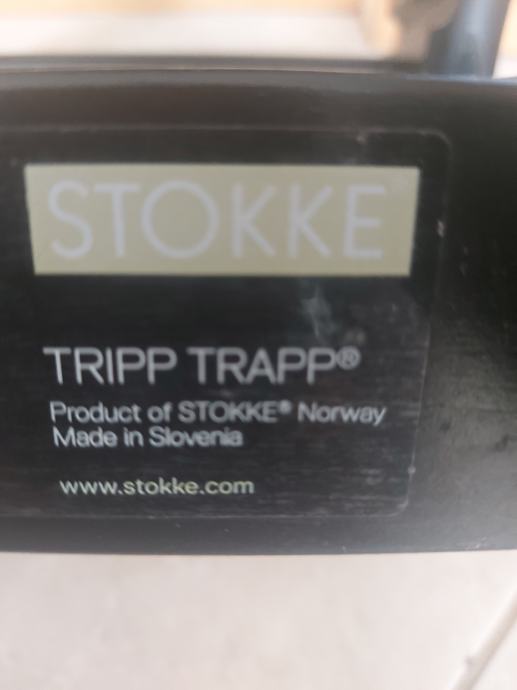 STOKKE
TRIPP TRAPP®
Product of STOKKE® Norway
Made in Slovenia
www.stokke.com